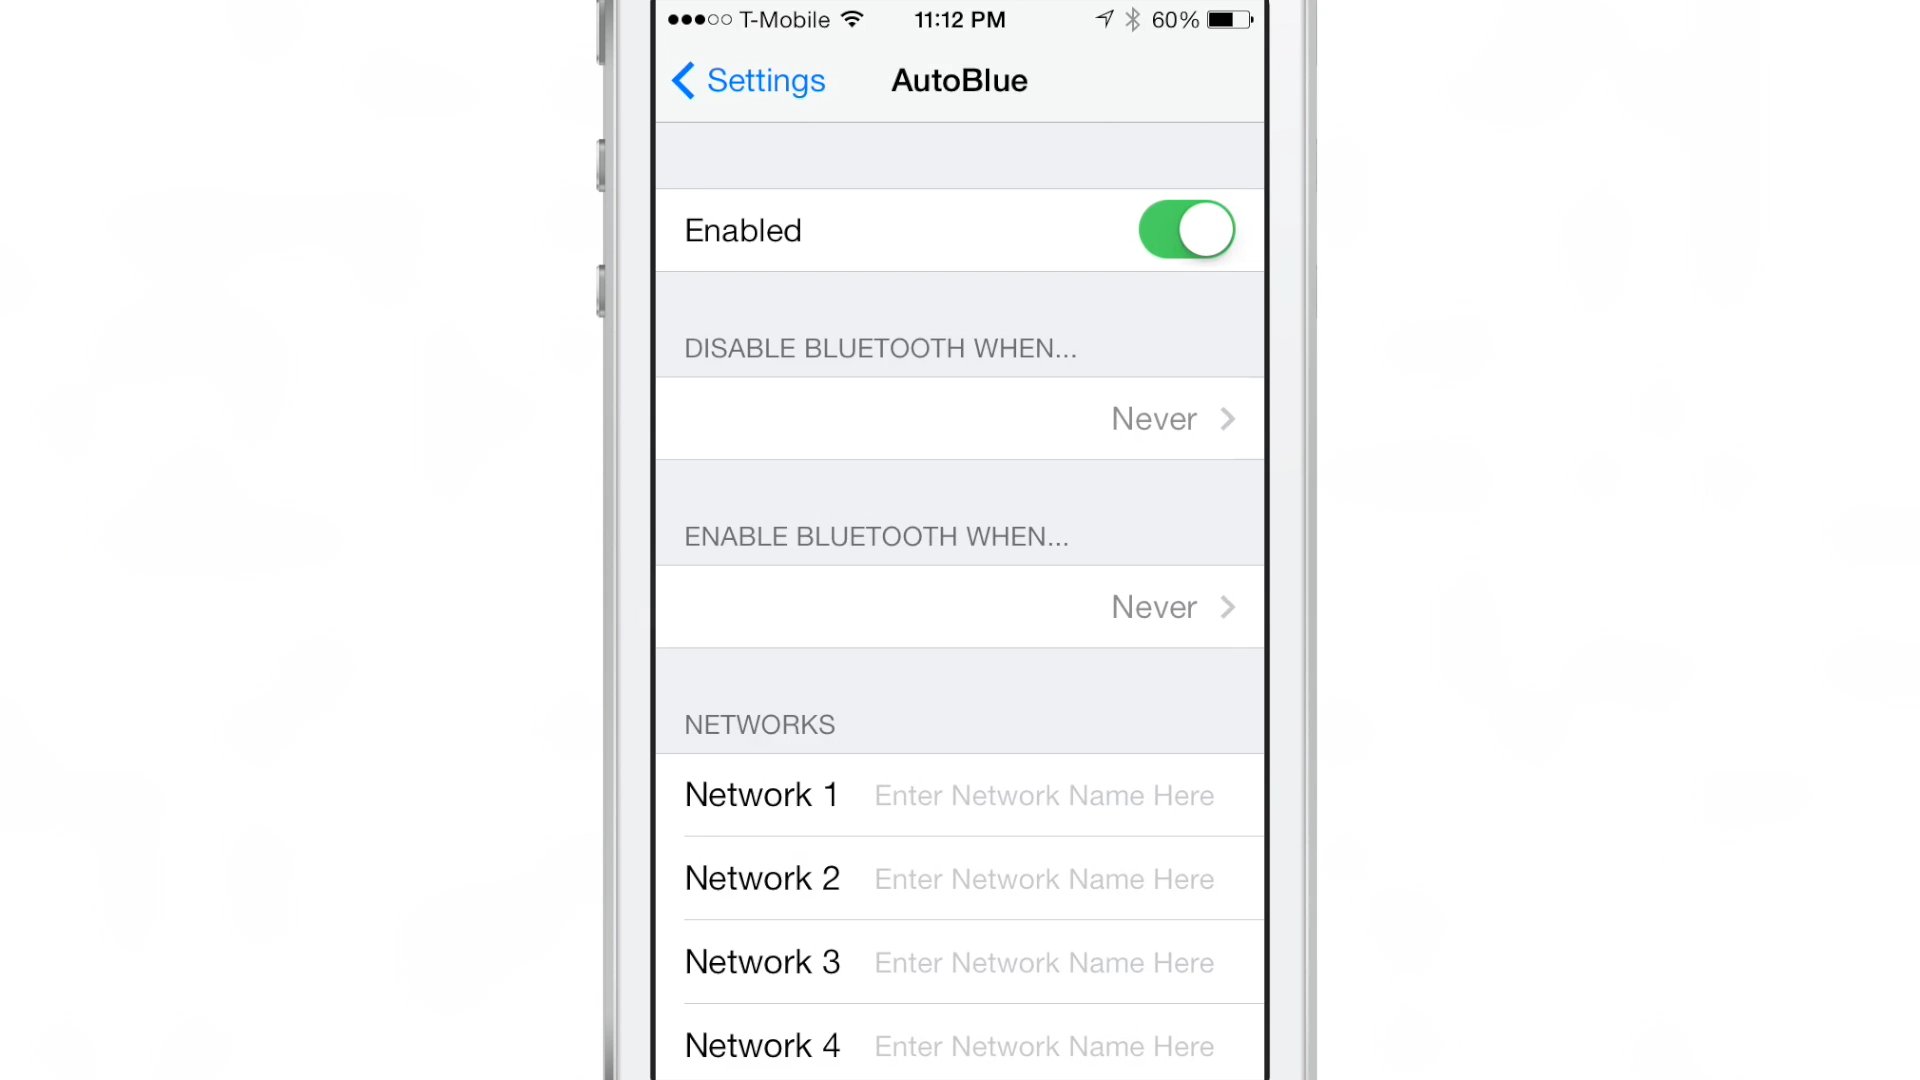 T-Mobile 11:12 PM 60%
Settings AutoBlue
Enabled
DISABLE BLUETOOTH WHEN...
Never
ENABLE BLUETOOTH WHEN...
Never
NETWORKS
Network 1 Enter Network Name Here
Network 2 Enter Network Name Here
Network 3 Enter Network Name Here
Network 4 Enter Network Name Here